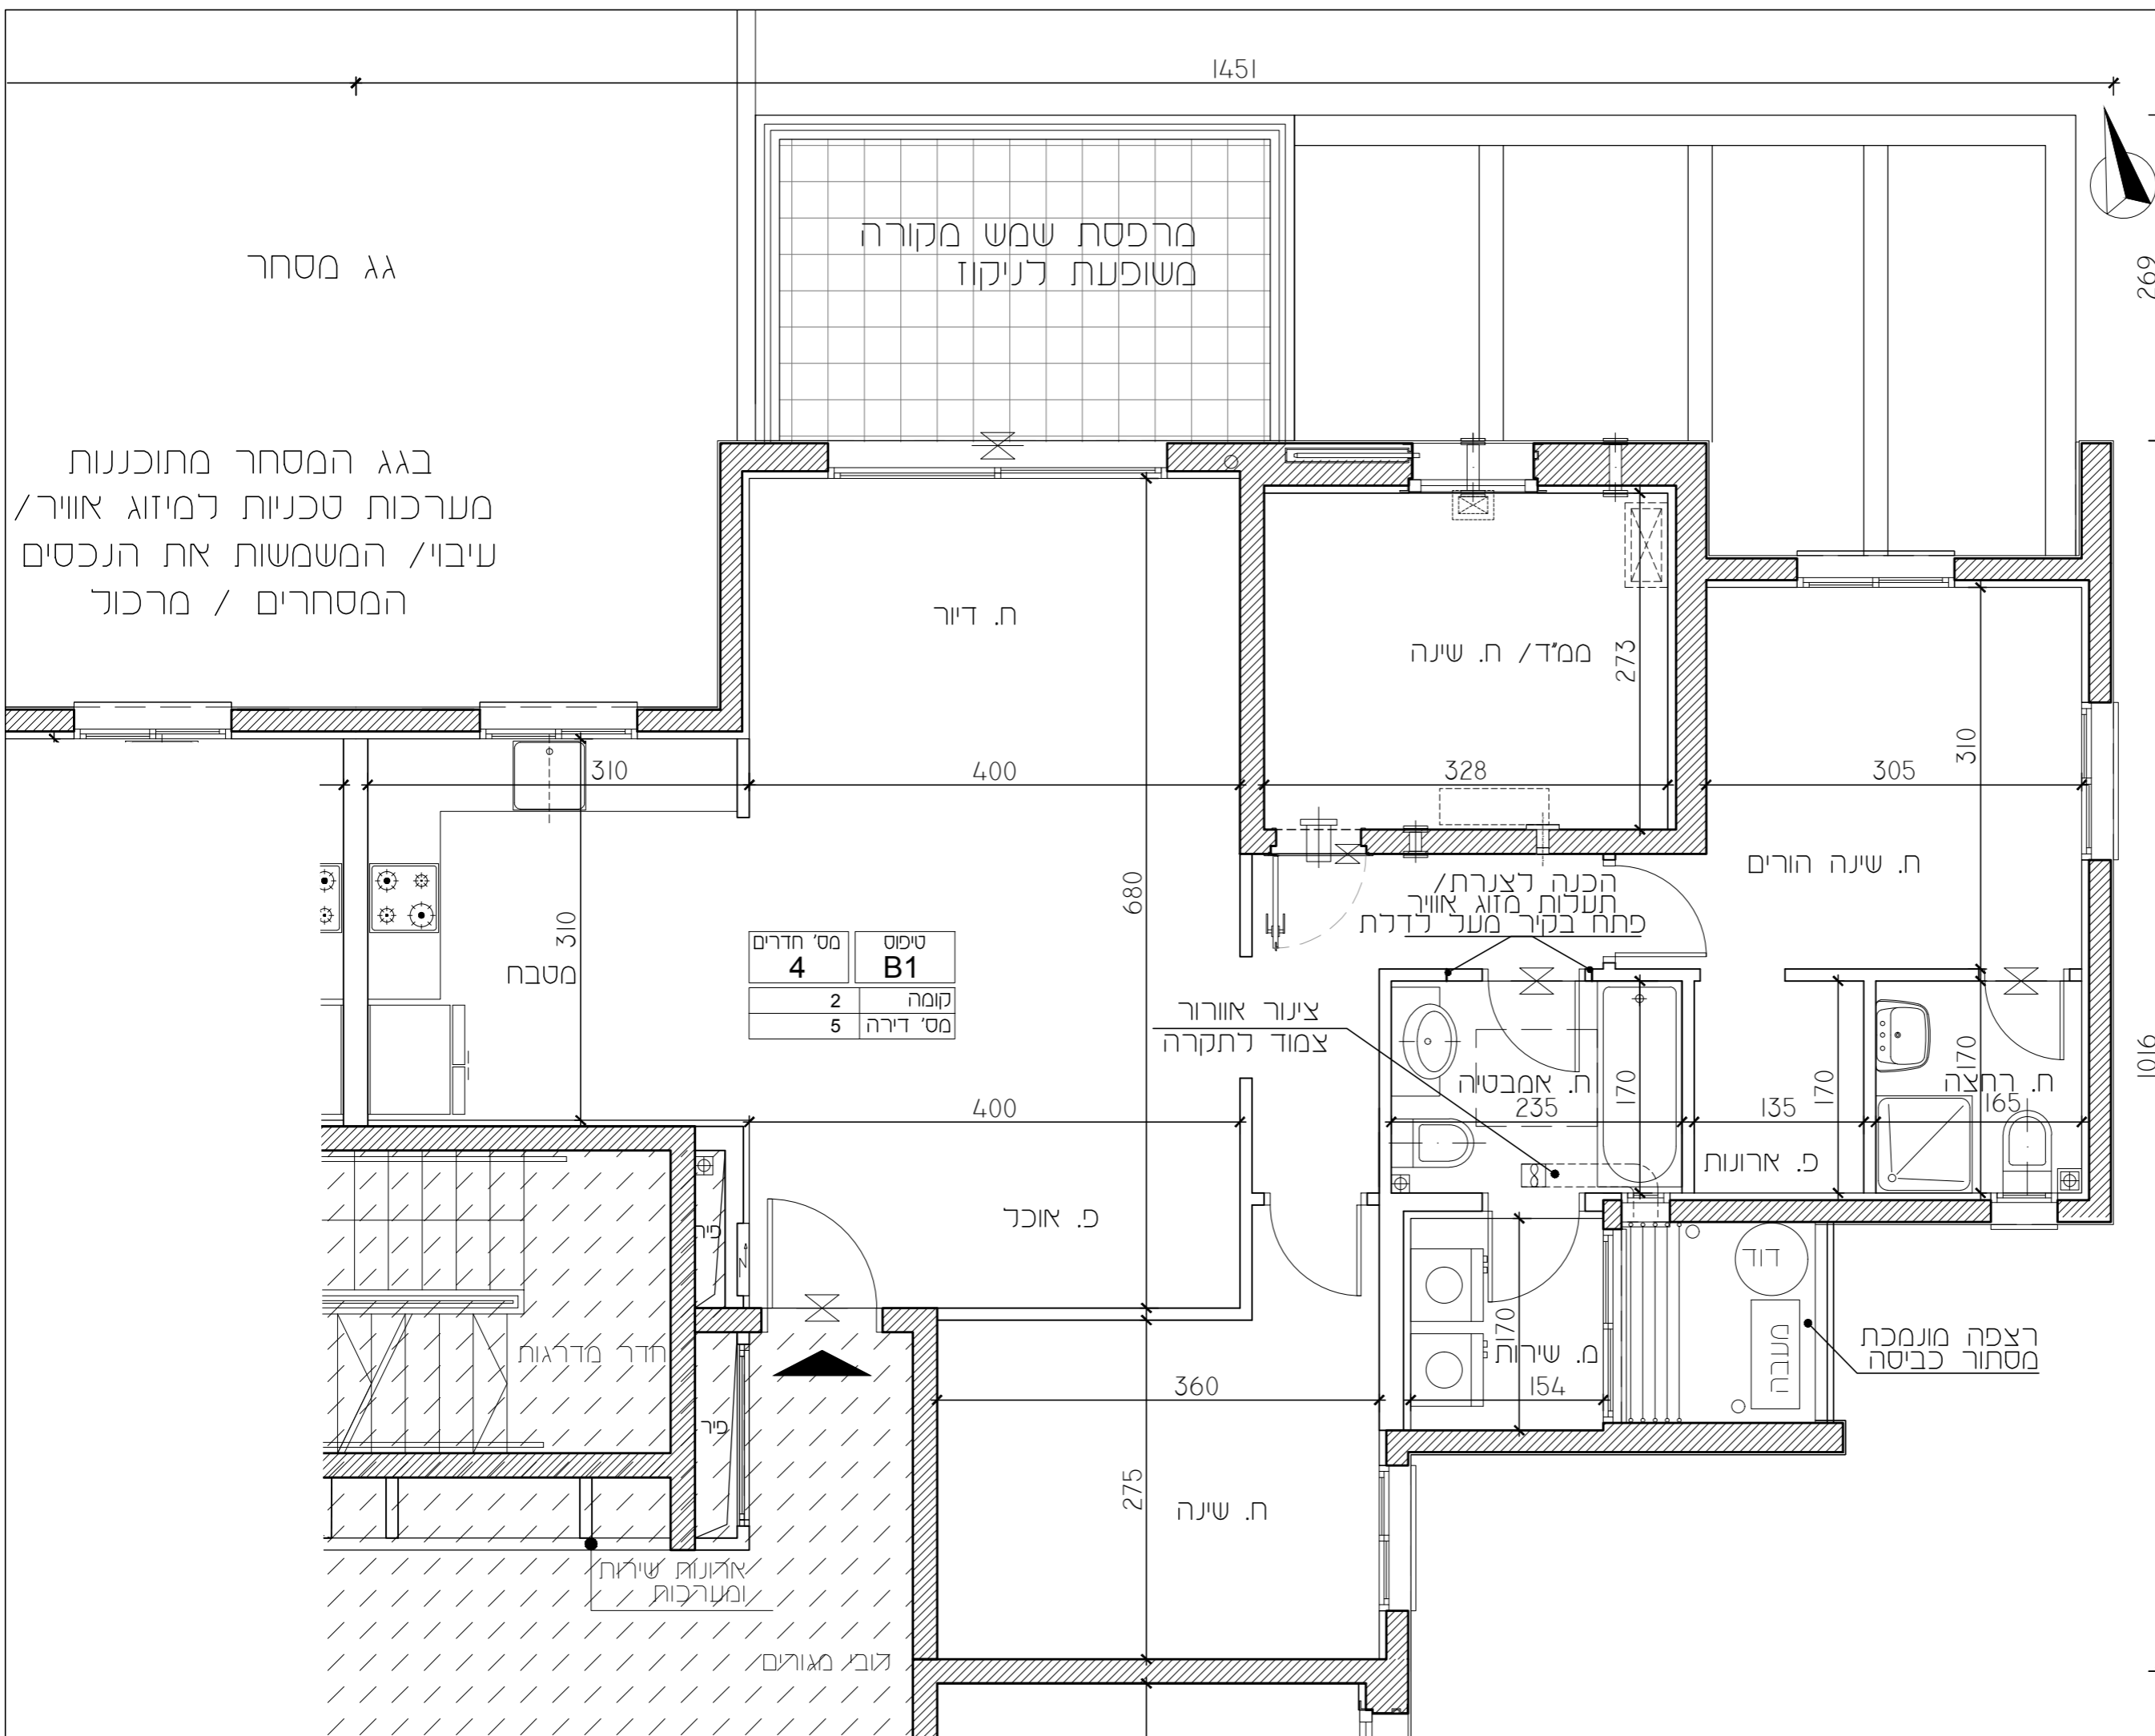 1451
269
1016
גג מסחר
מרפסת שמש מקורה
משופעת לניקוז
בגג המסחר מתוכננות
מערכות טכניות למיזוג אוויר/
עיבוי/ המשמשות את הנכסים
המסחרים / מרכול
ח. דיור
ממ"ד/ ח. שינה
273
310
310
400
328
305
ח. שינה הורים
680
310
מטבח
הכנה לצנרת/
תעלות מזוג אוויר
פתח בקיר מעל לדלת
טיפוס
B1
מס' חדרים
4
קומה 2
מס' דירה 5
צינור אוורור
צמוד לתקרה
ח. אמבטיה
170
235
135
170
פ. ארונות
ח. רחצה
170
165
400
פ. אוכל
פיר
חדר מדרגות
פיר
דוד
מעבה
רצפה מונמכת
מסתור כביסה
170
מ. שירות
154
360
275
ח. שינה
ארונות שירות
ומערכות
לובי מגורים